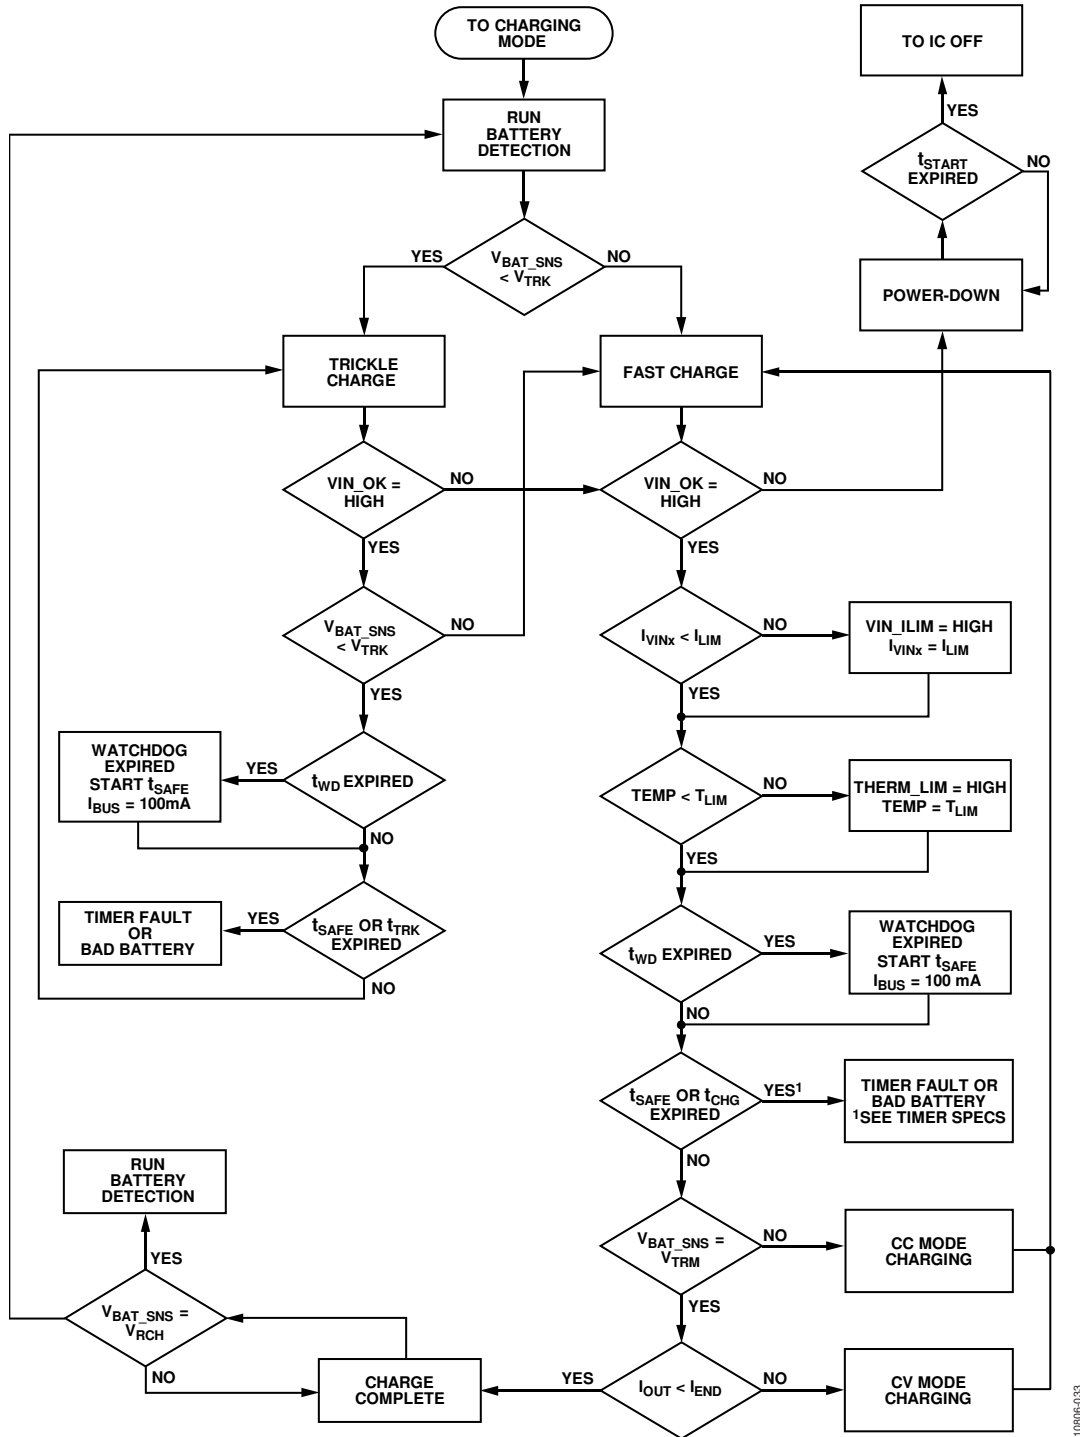 TO CHARGING
MODE
TO IC OFF
YES
RUN
BATTERY
DETECTION
tSTART
EXPIRED
NO
YES
VBAT_SNS
< VTRK
NO
POWER-DOWN
TRICKLE
CHARGE
FAST CHARGE
VIN_OK =
HIGH
NO
VIN_OK =
HIGH
NO
YES
YES
VBAT_SNS
< VTRK
NO
IVINx < ILIM
NO
VIN_ILIM = HIGH
IVINx = ILIM
YES
YES
WATCHDOG
EXPIRED
START tSAFE
IBUS = 100mA
YES
tWD EXPIRED
NO
TEMP < TLIM
NO
THERM_LIM = HIGH
TEMP = TLIM
YES
TIMER FAULT
OR
BAD BATTERY
YES
tSAFE OR tTRK
EXPIRED
NO
tWD EXPIRED
YES
WATCHDOG
EXPIRED
START tSAFE
IBUS = 100 mA
NO
tSAFE OR tCHG
EXPIRED
YES1
TIMER FAULT OR
BAD BATTERY
1SEE TIMER SPECS
NO
RUN
BATTERY
DETECTION
YES
VBAT_SNS =
VTRM
NO
CC MODE
CHARGING
YES
VBAT_SNS =
VRCH
NO
CHARGE
COMPLETE
YES
IOUT < IEND
NO
CV MODE
CHARGING
10806-033